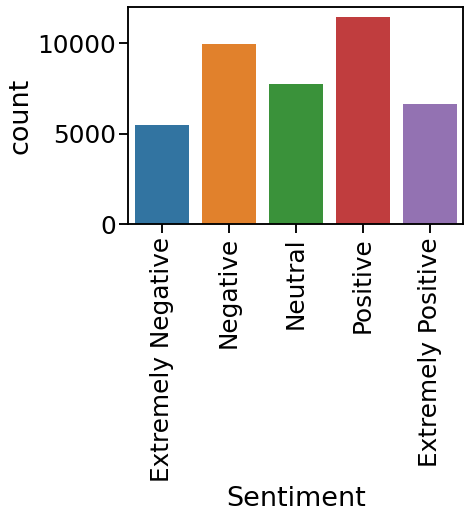 count
10000
5000
0
Extremely Negative
Negative
Neutral
Positive
Extremely Positive
Sentiment